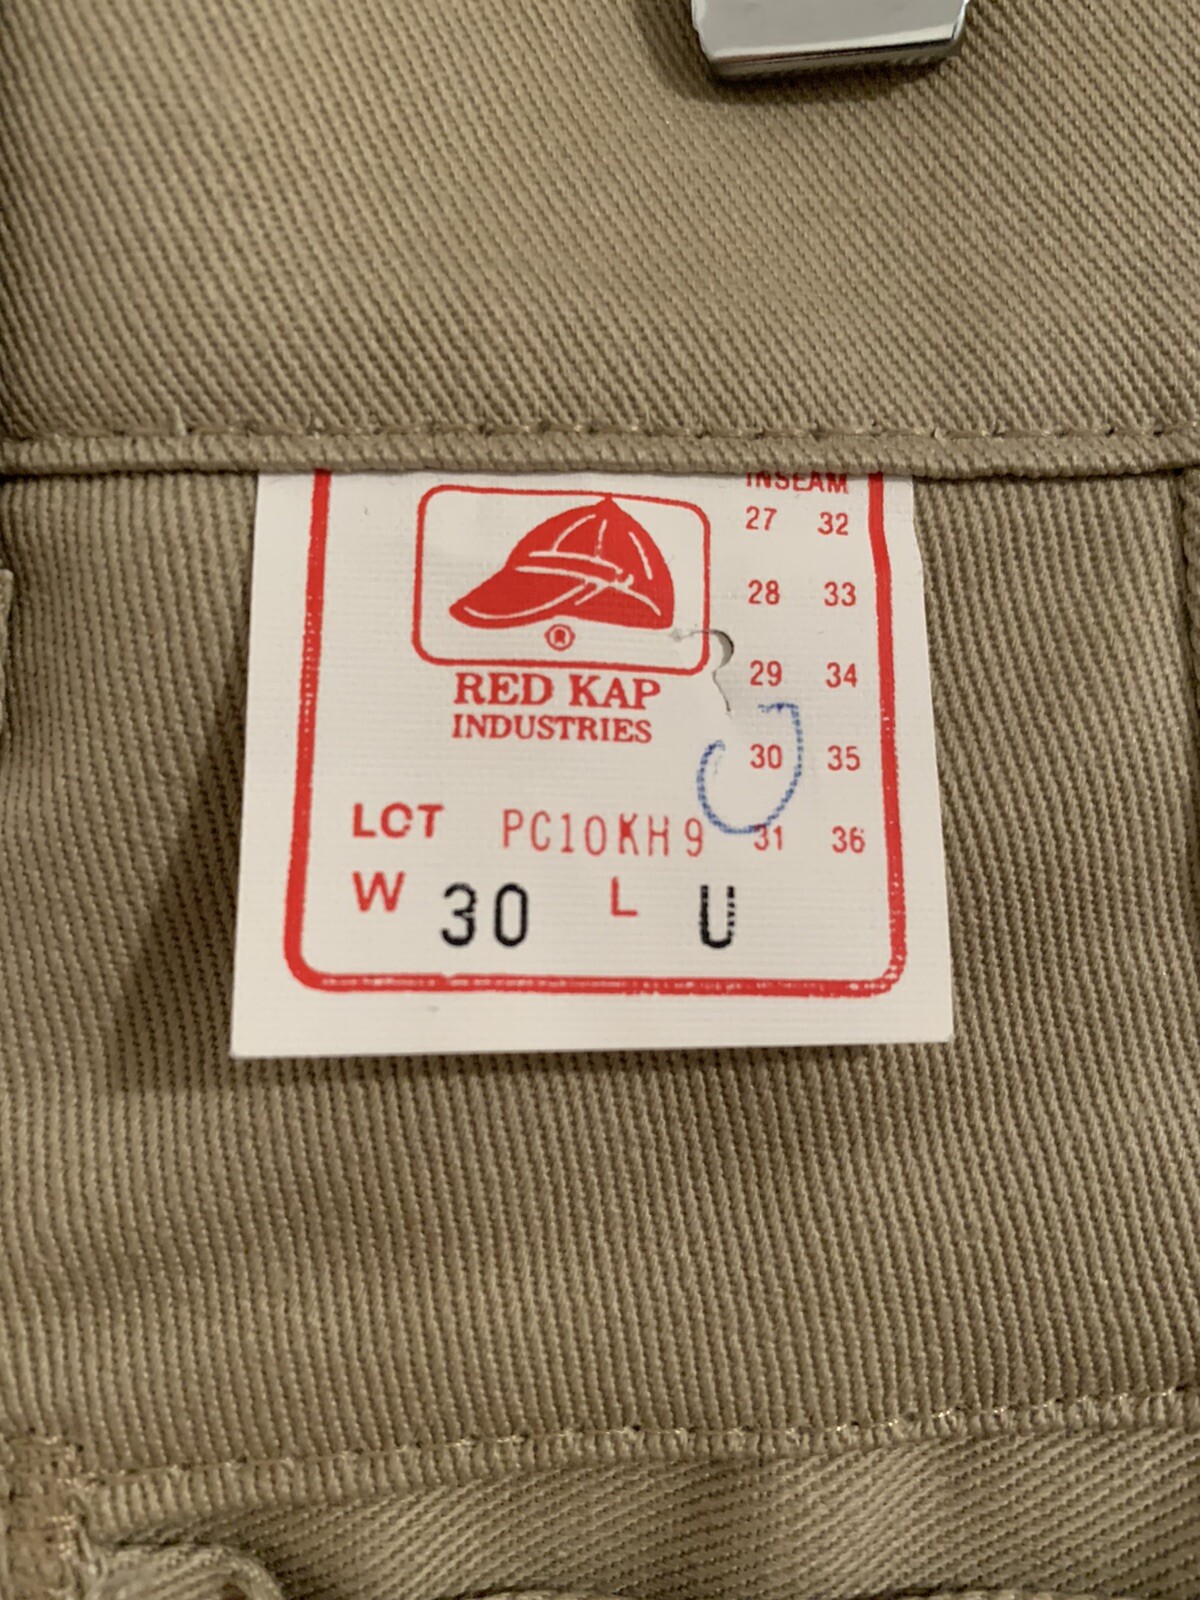 INSEAM
27 32
28 33
29 34
30 35
31 36
®
RED KAP
INDUSTRIES
LOT PC10KH9
W 30 L U